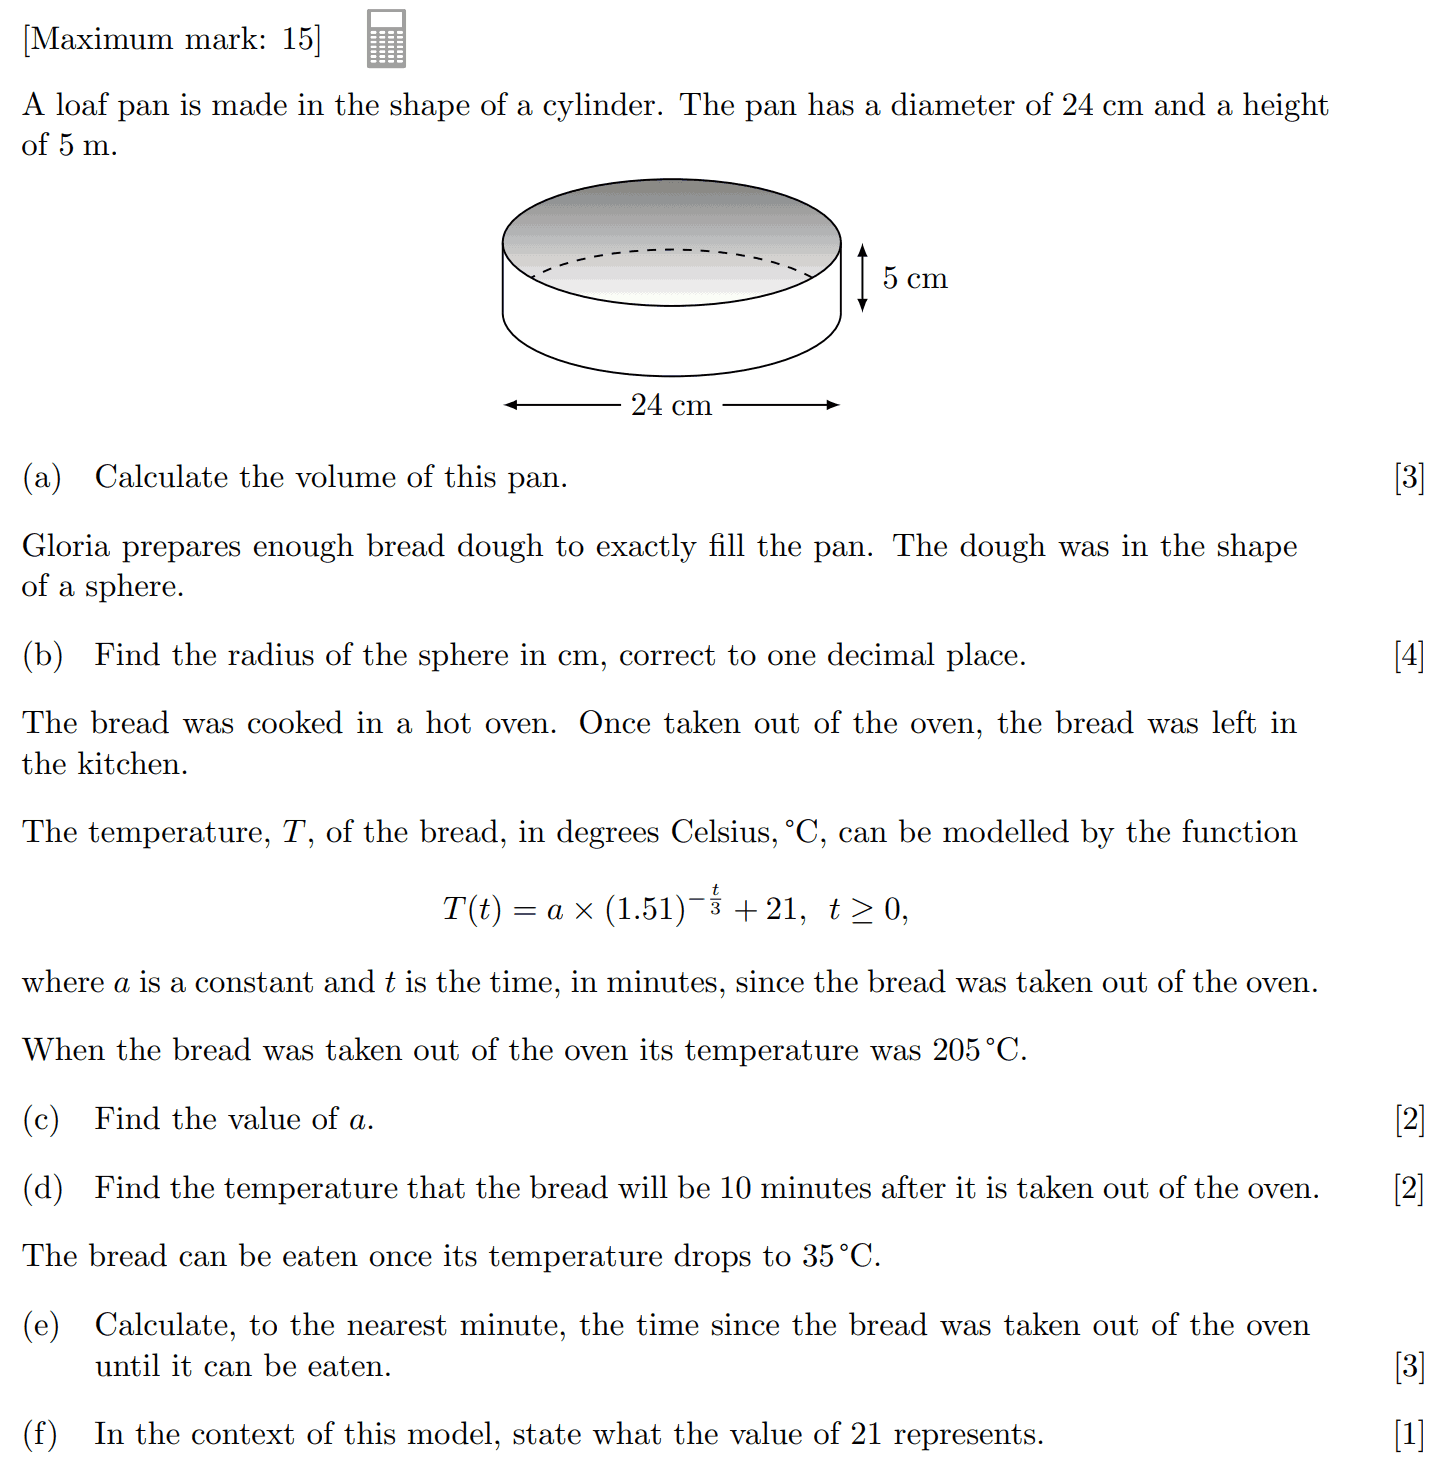 [Maximum mark: 15]
A loaf pan is made in the shape of a cylinder. The pan has a diameter of 24 cm and a height
of 5 m.
5 cm
24 cm
(a) Calculate the volume of this pan. [3]
Gloria prepares enough bread dough to exactly fill the pan. The dough was in the shape
of a sphere.
(b) Find the radius of the sphere in cm, correct to one decimal place. [4]
The bread was cooked in a hot oven. Once taken out of the oven, the bread was left in
the kitchen.
The temperature, T, of the bread, in degrees Celsius, °C, can be modelled by the function
T(t) = a × (1.51)^{-\frac{t}{3}} + 21, t ≥ 0,
where a is a constant and t is the time, in minutes, since the bread was taken out of the oven.
When the bread was taken out of the oven its temperature was 205 °C.
(c) Find the value of a. [2]
(d) Find the temperature that the bread will be 10 minutes after it is taken out of the oven. [2]
The bread can be eaten once its temperature drops to 35 °C.
(e) Calculate, to the nearest minute, the time since the bread was taken out of the oven
until it can be eaten. [3]
(f) In the context of this model, state what the value of 21 represents. [1]